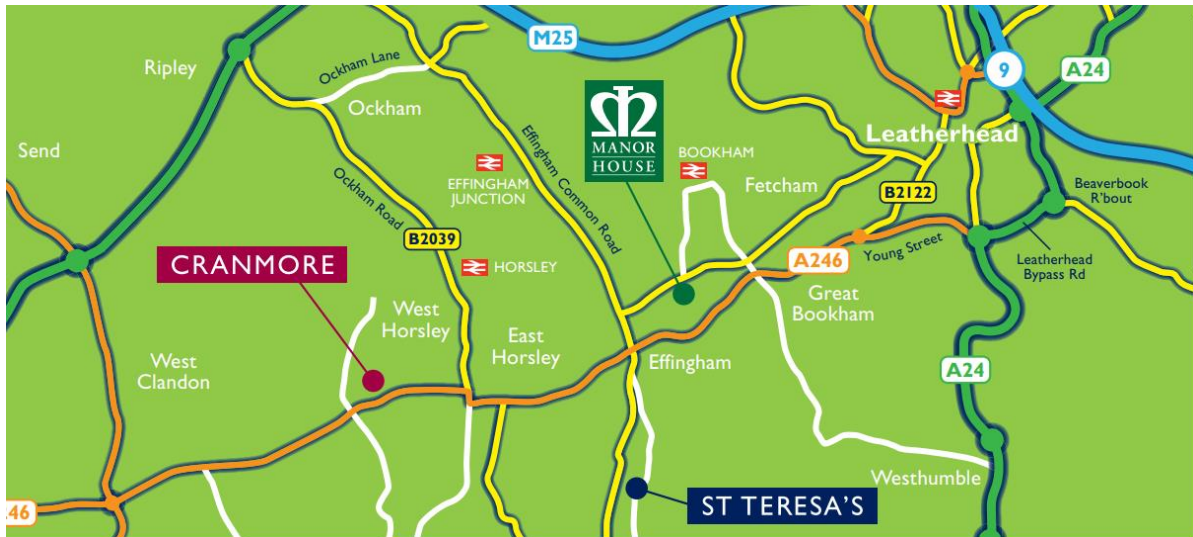 M25
9
A24
Ripley
Ockham Lane
Ockham
Send
MANOR
HOUSE
Leatherhead
EFFINGHAM
JUNCTION
Effingham Common Road
BOOKHAM
Fetcham
B2122
Beaverbook
R'bout
Ockham Road
B2039
CRANMORE
HORSLEY
A246
Young Street
Leatherhead
Bypass Rd
Great
Bookham
West
Horsley
East
Horsley
Effingham
West
Clandon
A24
Westhumble
ST TERESA'S
46